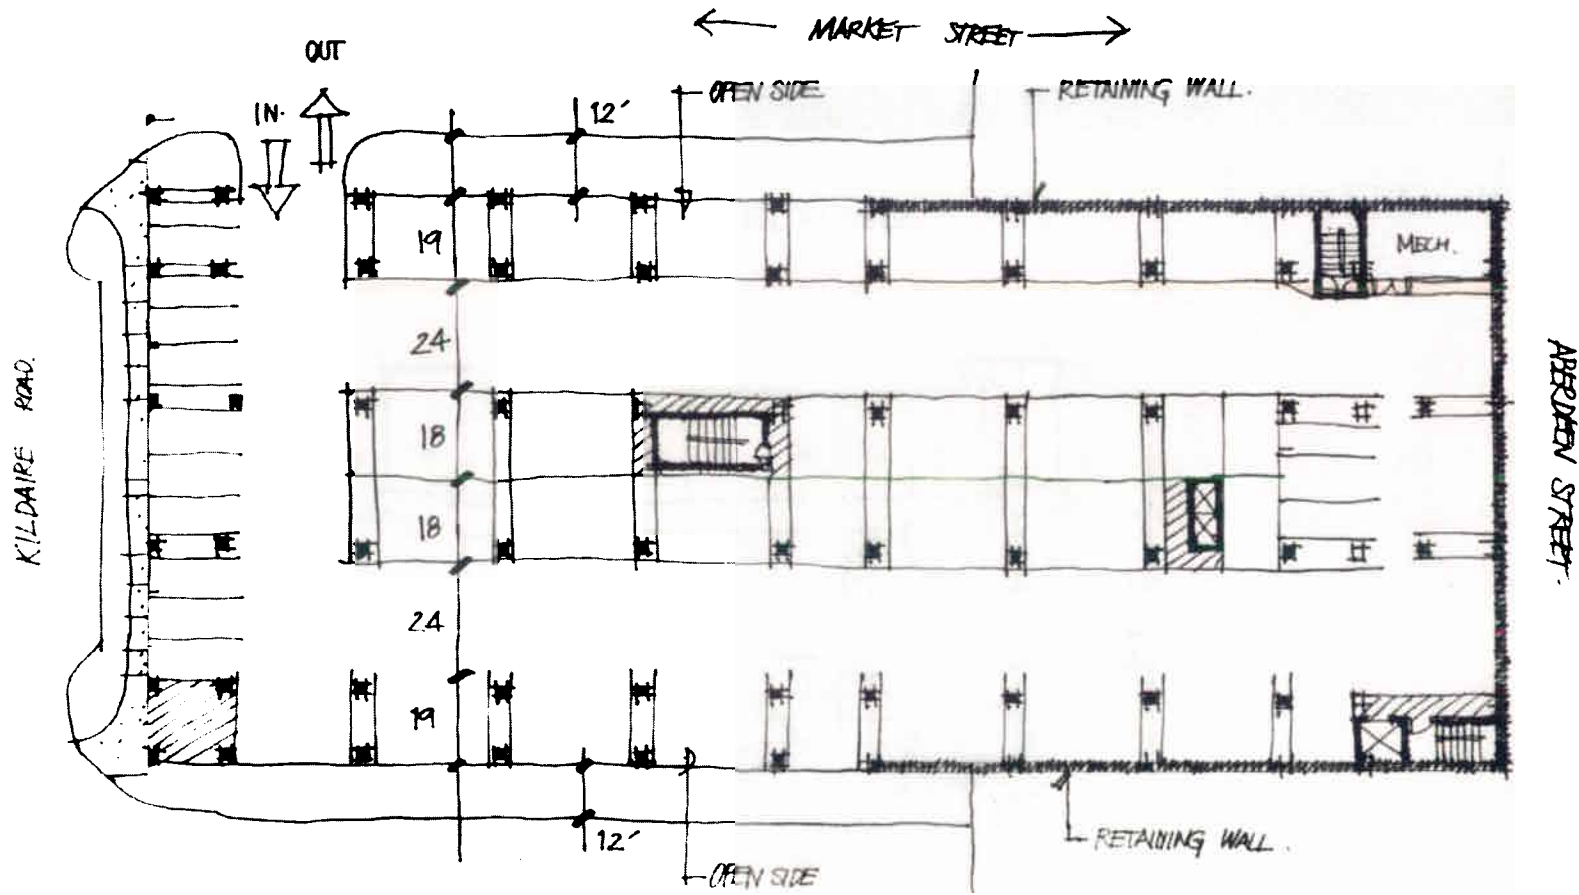 MARKET STREET
OUT
IN.
12'
OPEN SIDE
RETAINING WALL.
19
MECH.
24
KILDAIRE ROAD.
ABERDEEN STREET.
18
18
24
19
12'
RETAINING WALL.
OPEN SIDE